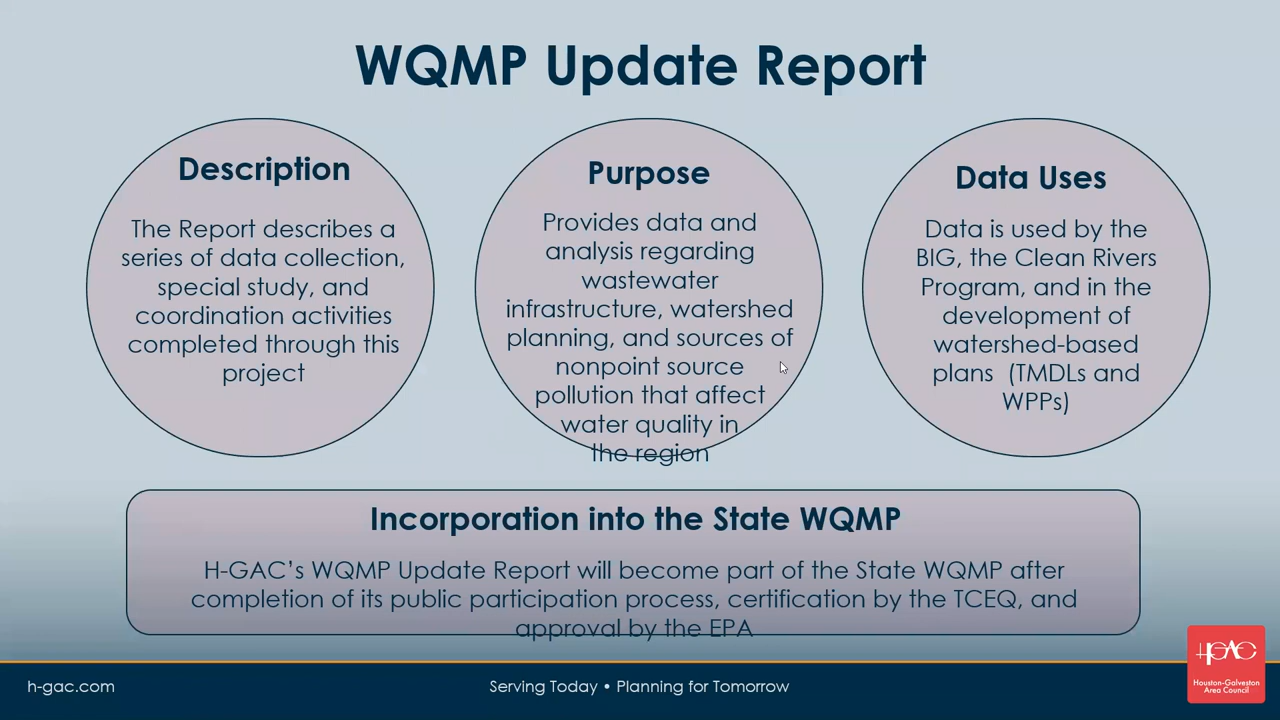 WQMP Update Report
Description
The Report describes a
series of data collection,
special study, and
coordination activities
completed through this
project
Purpose
Provides data and
analysis regarding
wastewater
infrastructure, watershed
planning, and sources of
nonpoint source
pollution that affect
water quality in
the region
Data Uses
Data is used by the
BIG, the Clean Rivers
Program, and in the
development of
watershed-based
plans (TMDLs and
WPPs)
Incorporation into the State WQMP
H-GAC’s WQMP Update Report will become part of the State WQMP after
completion of its public participation process, certification by the TCEQ, and
approval by the EPA
h-gac.com
Serving Today • Planning for Tomorrow
HGAC
Houston-Galveston
Area Council